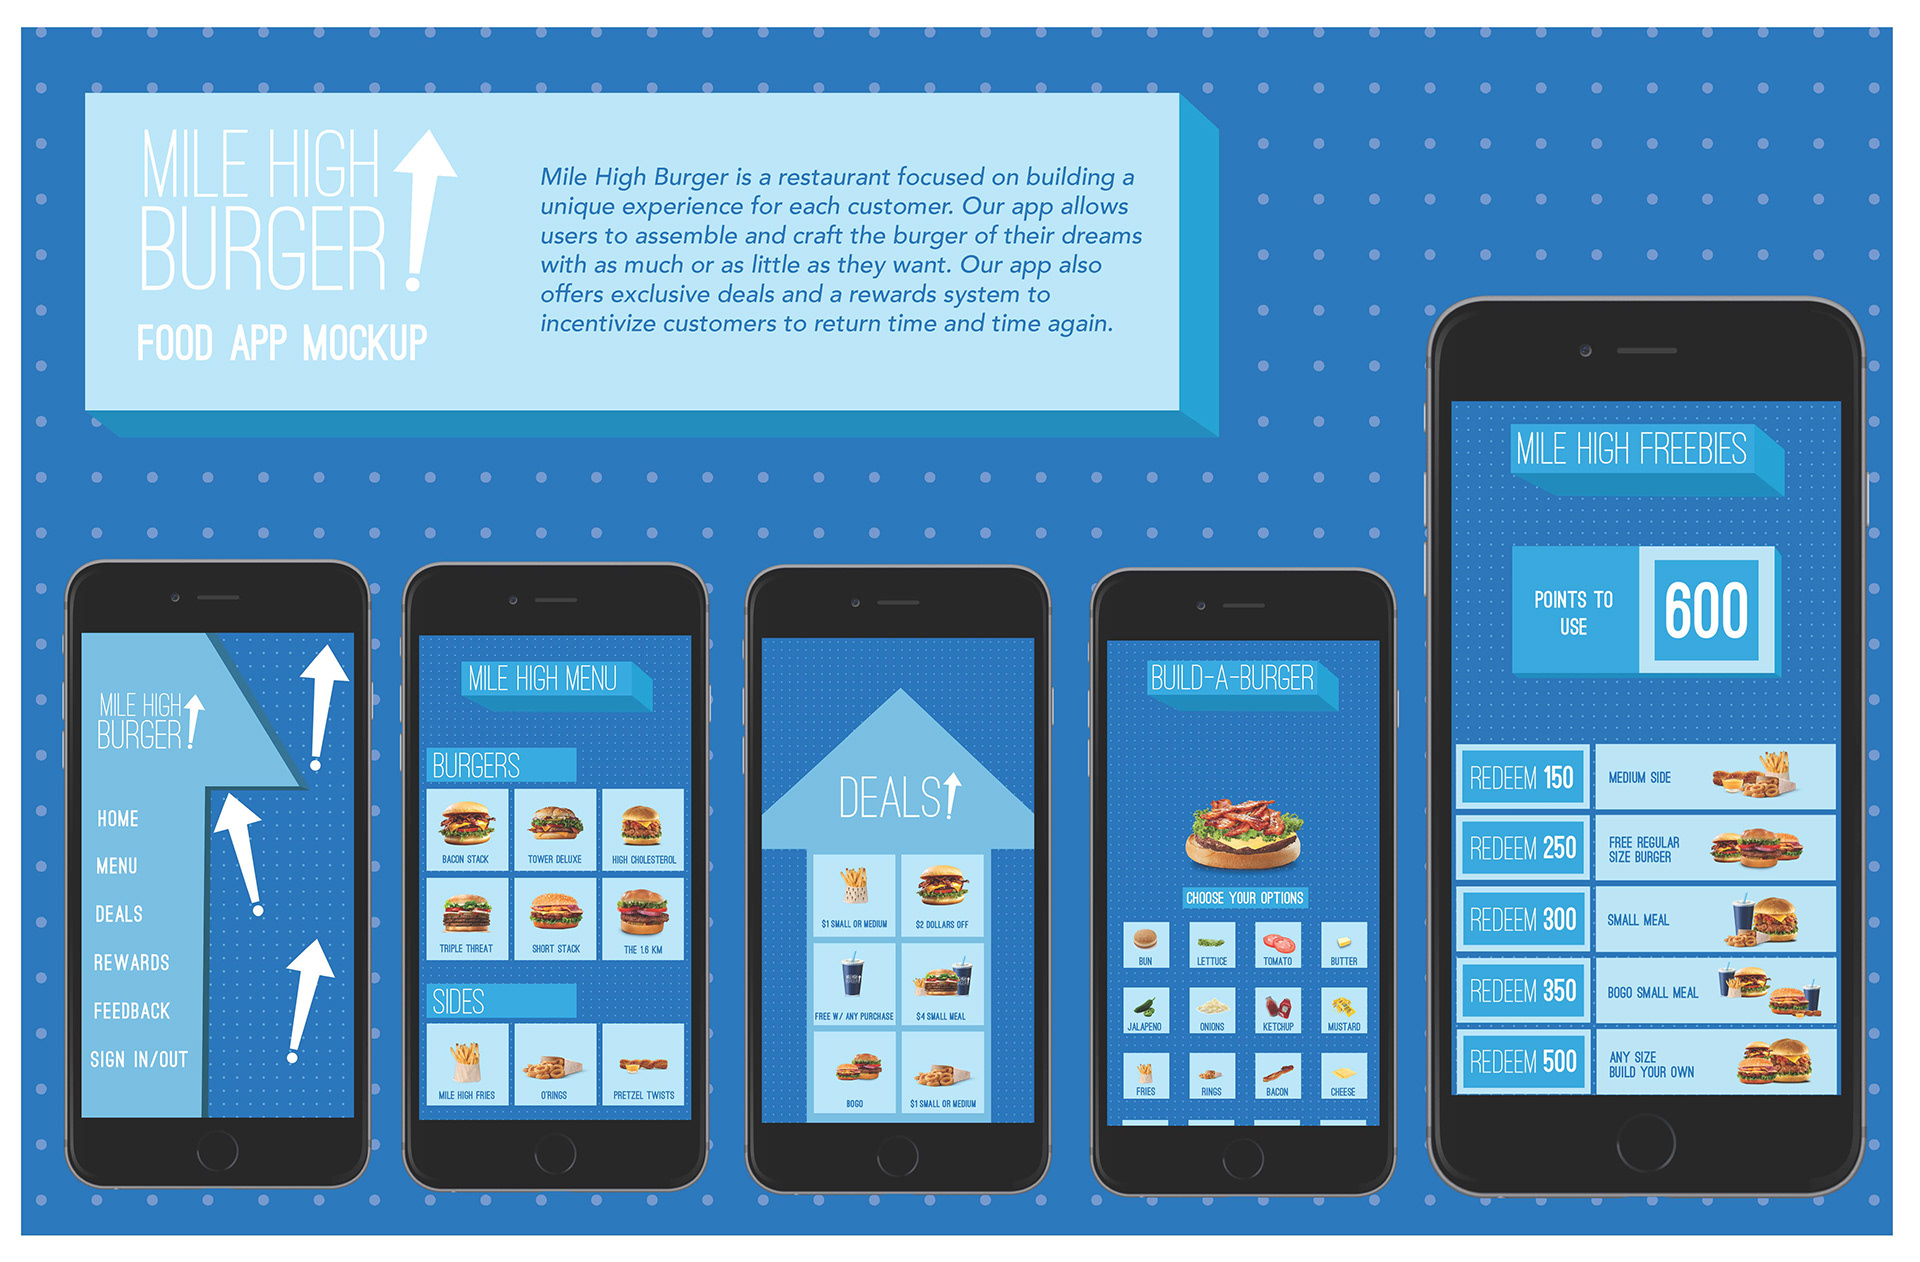 MILE HIGH
BURGER
FOOD APP MOCKUP
Mile High Burger is a restaurant focused on building a
unique experience for each customer. Our app allows
users to assemble and craft the burger of their dreams
with as much or as little as they want. Our app also
offers exclusive deals and a rewards system to
incentivize customers to return time and time again.
MILE HIGH
BURGER
HOME
MENU
DEALS
REWARDS
FEEDBACK
SIGN IN/OUT
MILE HIGH MENU
BURGERS
BACON STACK
TOWER DELUXE
HIGH CHOLESTEROL
TRIPLE THREAT
SHORT STACK
THE 1.6 KM
SIDES
MILE HIGH FRIES
O'RINGS
PRETZEL TWISTS
DEALS
$1 SMALL OR MEDIUM
$2 DOLLARS OFF
FREE W/ ANY PURCHASE
$4 SMALL MEAL
BOGO
$1 SMALL OR MEDIUM
BUILD-A-BURGER
CHOOSE YOUR OPTIONS
BUN
LETTUCE
TOMATO
BUTTER
JALAPENO
ONIONS
KETCHUP
MUSTARD
FRIES
RINGS
BACON
CHEESE
MILE HIGH FREEBIES
POINTS TO
USE
600
REDEEM 150
MEDIUM SIDE
REDEEM 250
FREE REGULAR
SIZE BURGER
REDEEM 300
SMALL MEAL
REDEEM 350
BOGO SMALL MEAL
REDEEM 500
ANY SIZE
BUILD YOUR OWN